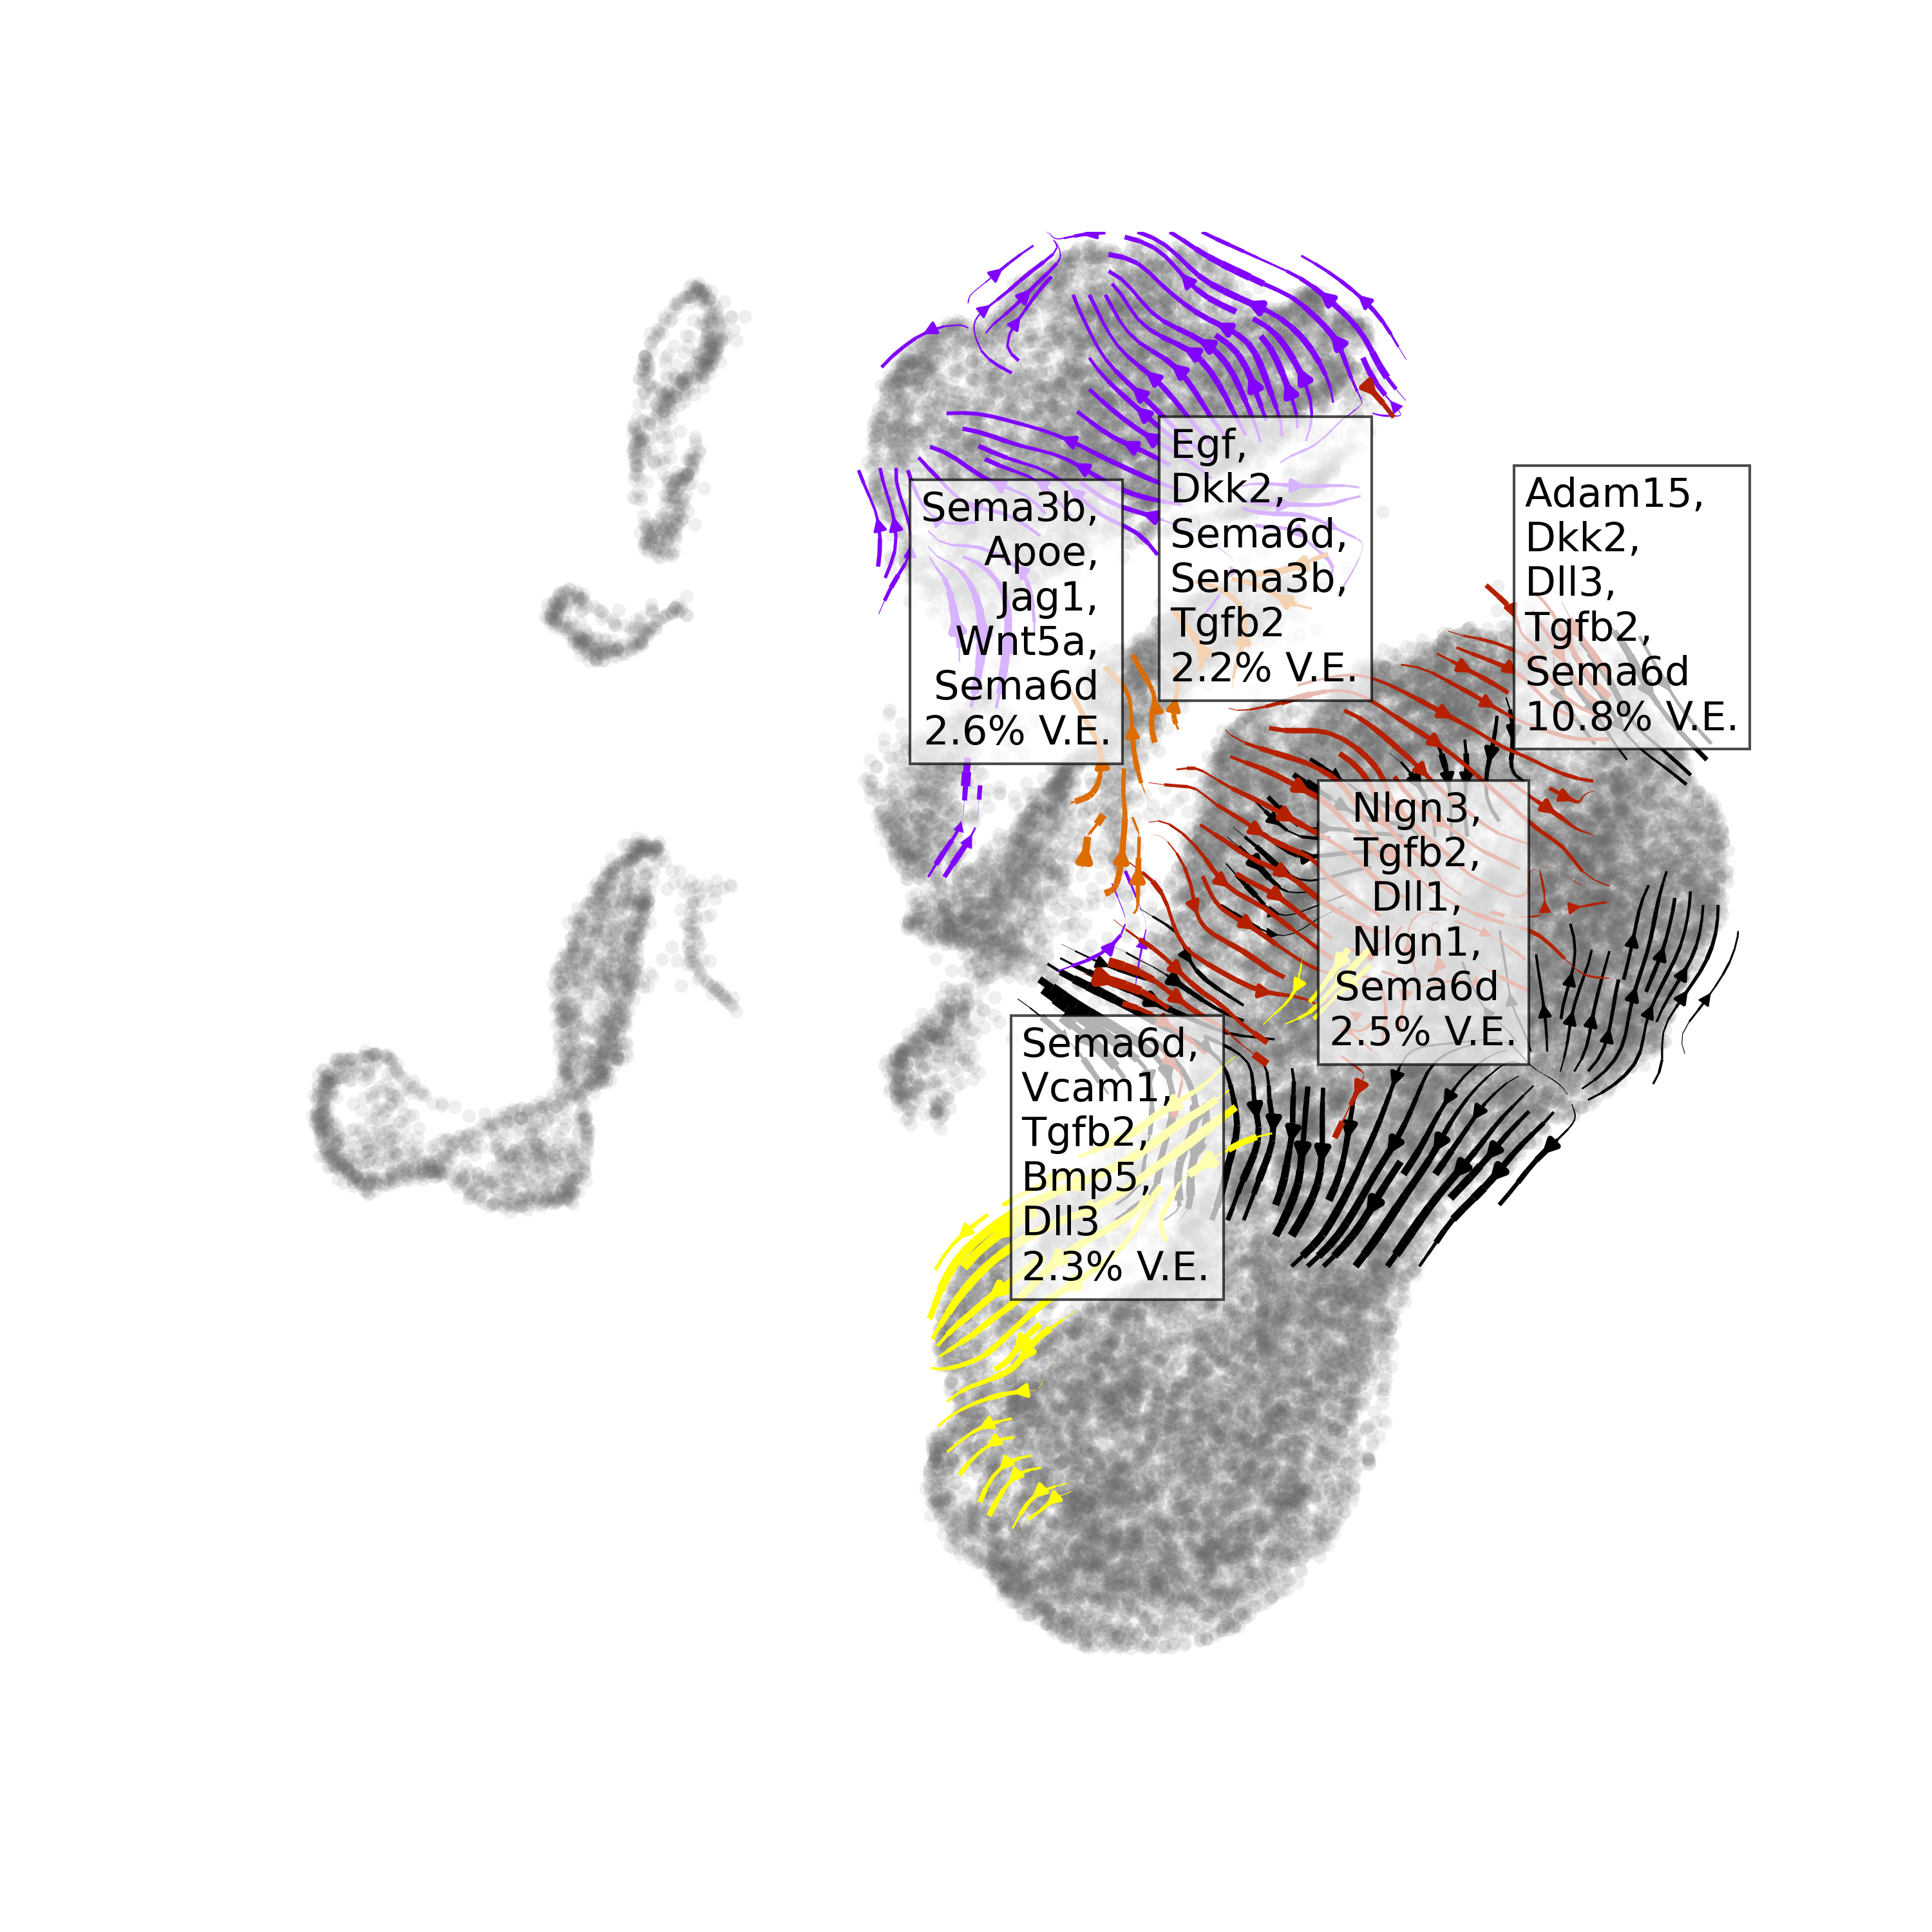 Egf,
Dkk2,
Sema6d,
Sema3b,
Tgfb2
2.2% V.E.
Adam15,
Dkk2,
Dll3,
Tgfb2,
Sema6d
10.8% V.E.
Sema3b,
Apoe,
Jag1,
Wnt5a,
Sema6d
2.6% V.E.
Nlgn3,
Tgfb2,
Dll1,
Nlgn1,
Sema6d
2.5% V.E.
Sema6d,
Vcam1,
Tgfb2,
Bmp5,
Dll3
2.3% V.E.